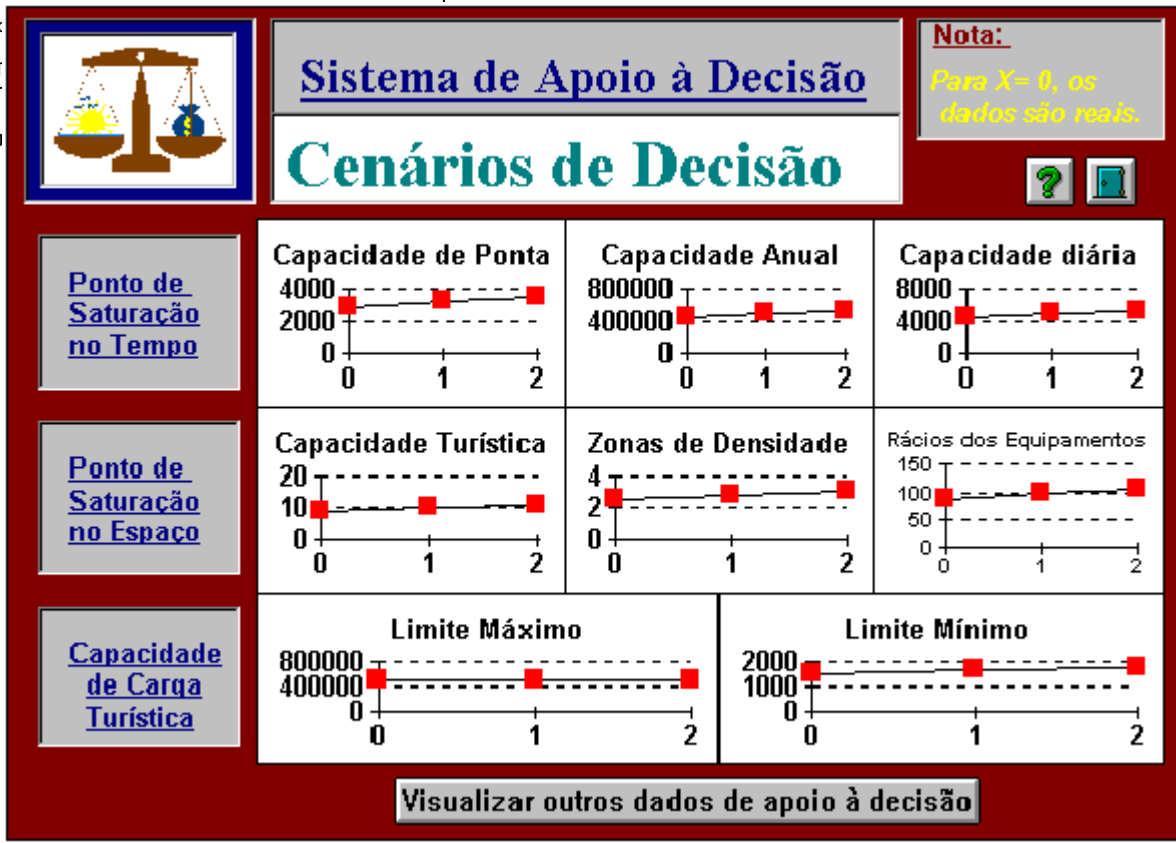 Sistema de Apoio à Decisão
Cenários de Decisão
Nota:
Para X= 0, os
dados são reais.
Ponto de
Saturação
no Tempo
Capacidade de Ponta
4000
2000
0
0 1 2
Capacidade Anual
800000
400000
0
0 1 2
Capacidade diária
8000
4000
0
0 1 2
Ponto de
Saturação
no Espaço
Capacidade Turística
20
10
0
0 1 2
Zonas de Densidade
4
2
0
0 1 2
Rácios dos Equipamentos
150
100
50
0
0 1 2
Capacidade
de Carga
Turística
Limite Máximo
800000
400000
0
0 1 2
Limite Mínimo
2000
1000
0
0 1 2
Visualizar outros dados de apoio à decisão